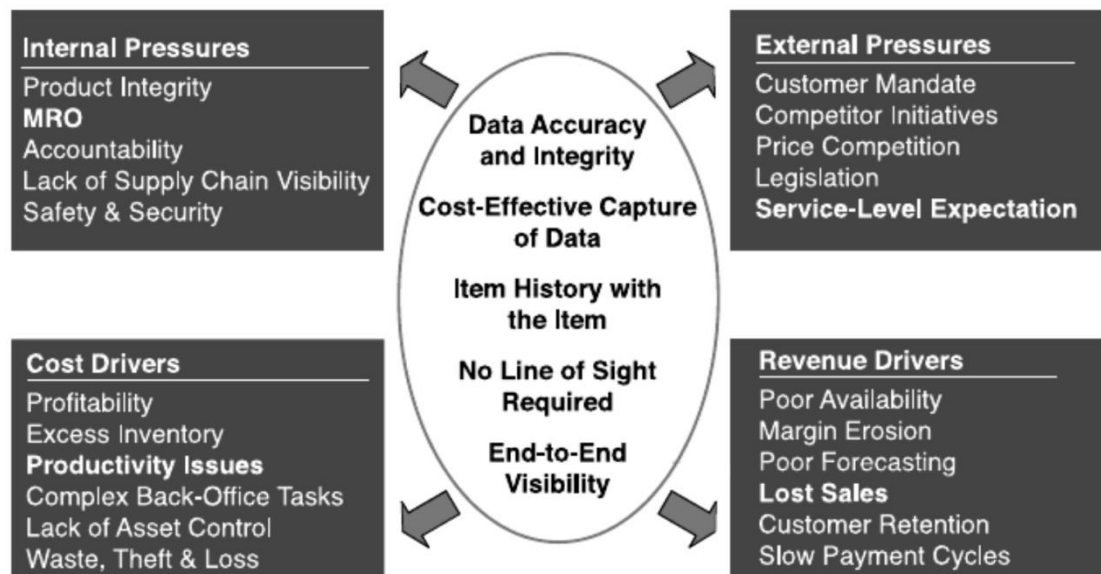 Internal Pressures
Product Integrity
MRO
Accountability
Lack of Supply Chain Visibility
Safety & Security
External Pressures
Customer Mandate
Competitor Initiatives
Price Competition
Legislation
Service-Level Expectation
Data Accuracy
and Integrity
Cost-Effective Capture
of Data
Item History with
the Item
No Line of Sight
Required
End-to-End
Visibility
Cost Drivers
Profitability
Excess Inventory
Productivity Issues
Complex Back-Office Tasks
Lack of Asset Control
Waste, Theft & Loss
Revenue Drivers
Poor Availability
Margin Erosion
Poor Forecasting
Lost Sales
Customer Retention
Slow Payment Cycles